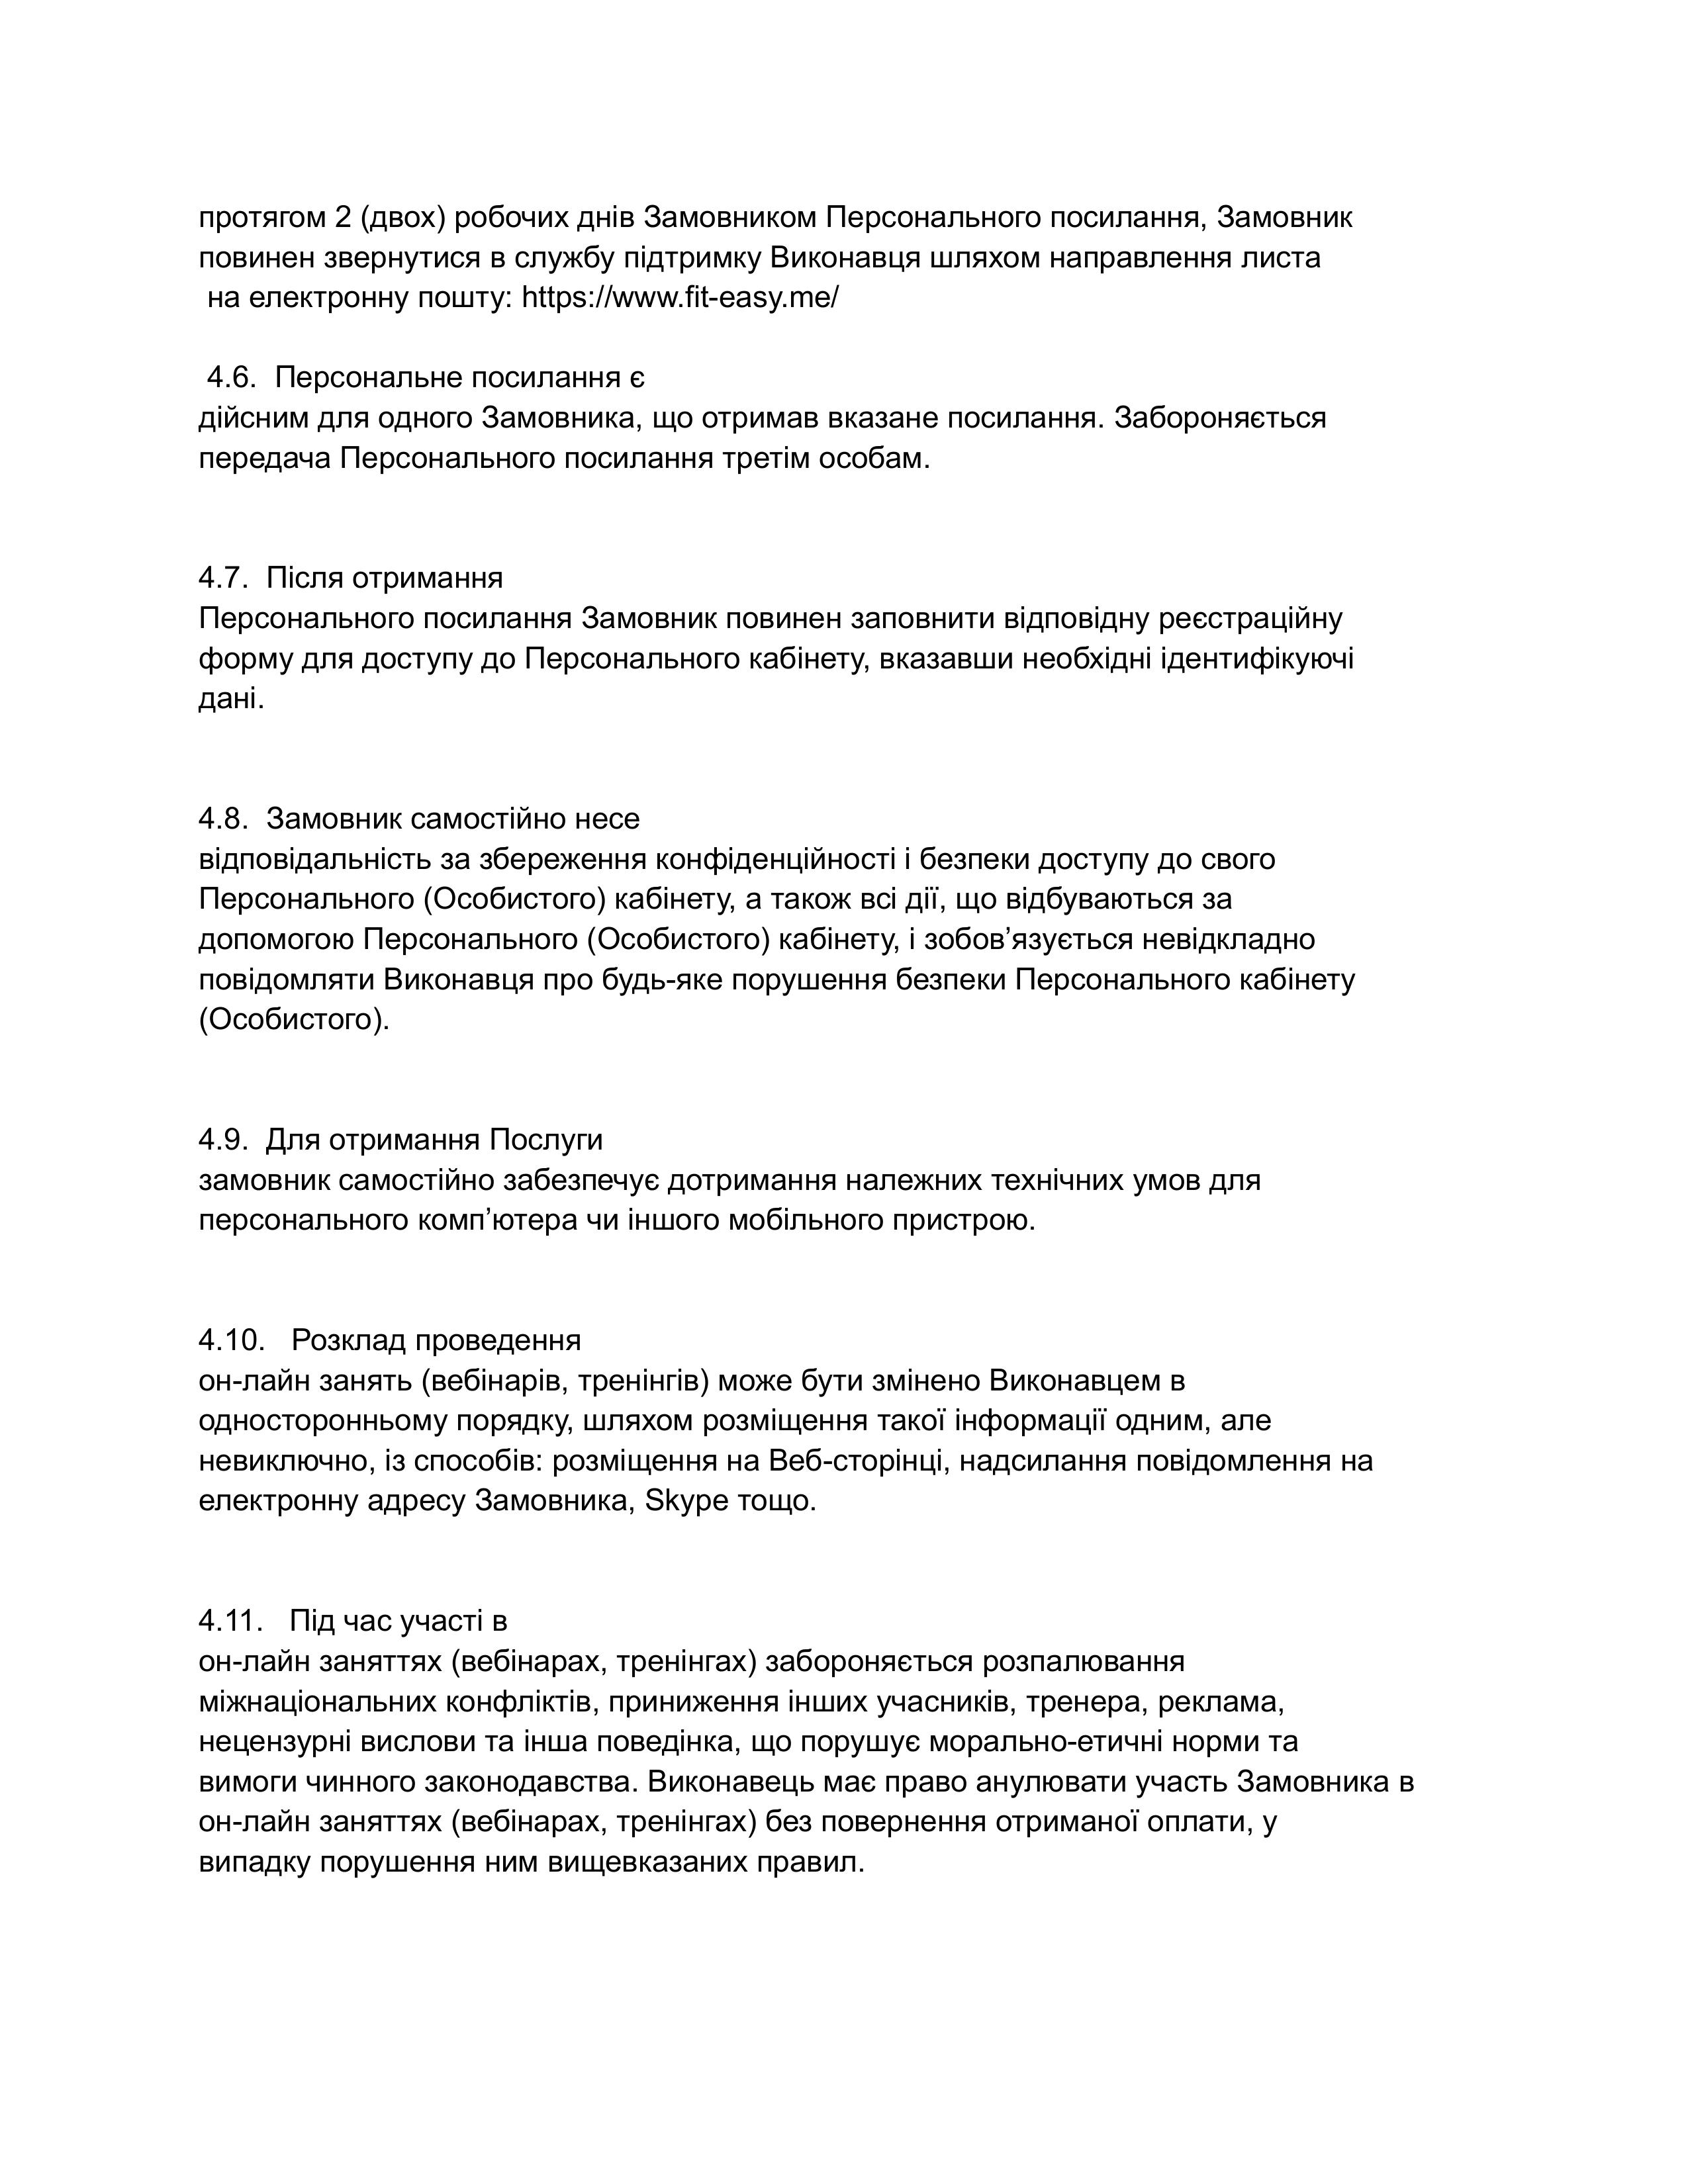 протягом 2 (двох) робочих днів Замовником Персонального посилання, Замовник
повинен звернутися в службу підтримку Виконавця шляхом направлення листа
на електронну пошту: https://www.fit-easy.me/
4.6. Персональне посилання є
дійсним для одного Замовника, що отримав вказане посилання. Забороняється
передача Персонального посилання третім особам.
4.7. Після отримання
Персонального посилання Замовник повинен заповнити відповідну реєстраційну
форму для доступу до Персонального кабінету, вказавши необхідні ідентифікуючі
дані.
4.8. Замовник самостійно несе
відповідальність за збереження конфіденційності і безпеки доступу до свого
Персонального (Особистого) кабінету, а також всі дії, що відбуваються за
допомогою Персонального (Особистого) кабінету, і зобов’язується невідкладно
повідомляти Виконавця про будь-яке порушення безпеки Персонального кабінету
(Особистого).
4.9. Для отримання Послуги
замовник самостійно забезпечує дотримання належних технічних умов для
персонального комп’ютера чи іншого мобільного пристрою.
4.10. Розклад проведення
он-лайн занять (вебінарів, тренінгів) може бути змінено Виконавцем в
односторонньому порядку, шляхом розміщення такої інформації одним, але
невиключно, із способів: розміщення на Веб-сторінці, надсилання повідомлення на
електронну адресу Замовника, Skype тощо.
4.11. Під час участі в
он-лайн заняттях (вебінарах, тренінгах) забороняється розпалювання
міжнаціональних конфліктів, приниження інших учасників, тренера, реклама,
нецензурні вислови та інша поведінка, що порушує морально-етичні норми та
вимоги чинного законодавства. Виконавець має право анулювати участь Замовника в
он-лайн заняттях (вебінарах, тренінгах) без повернення отриманої оплати, у
випадку порушення ним вищевказаних правил.